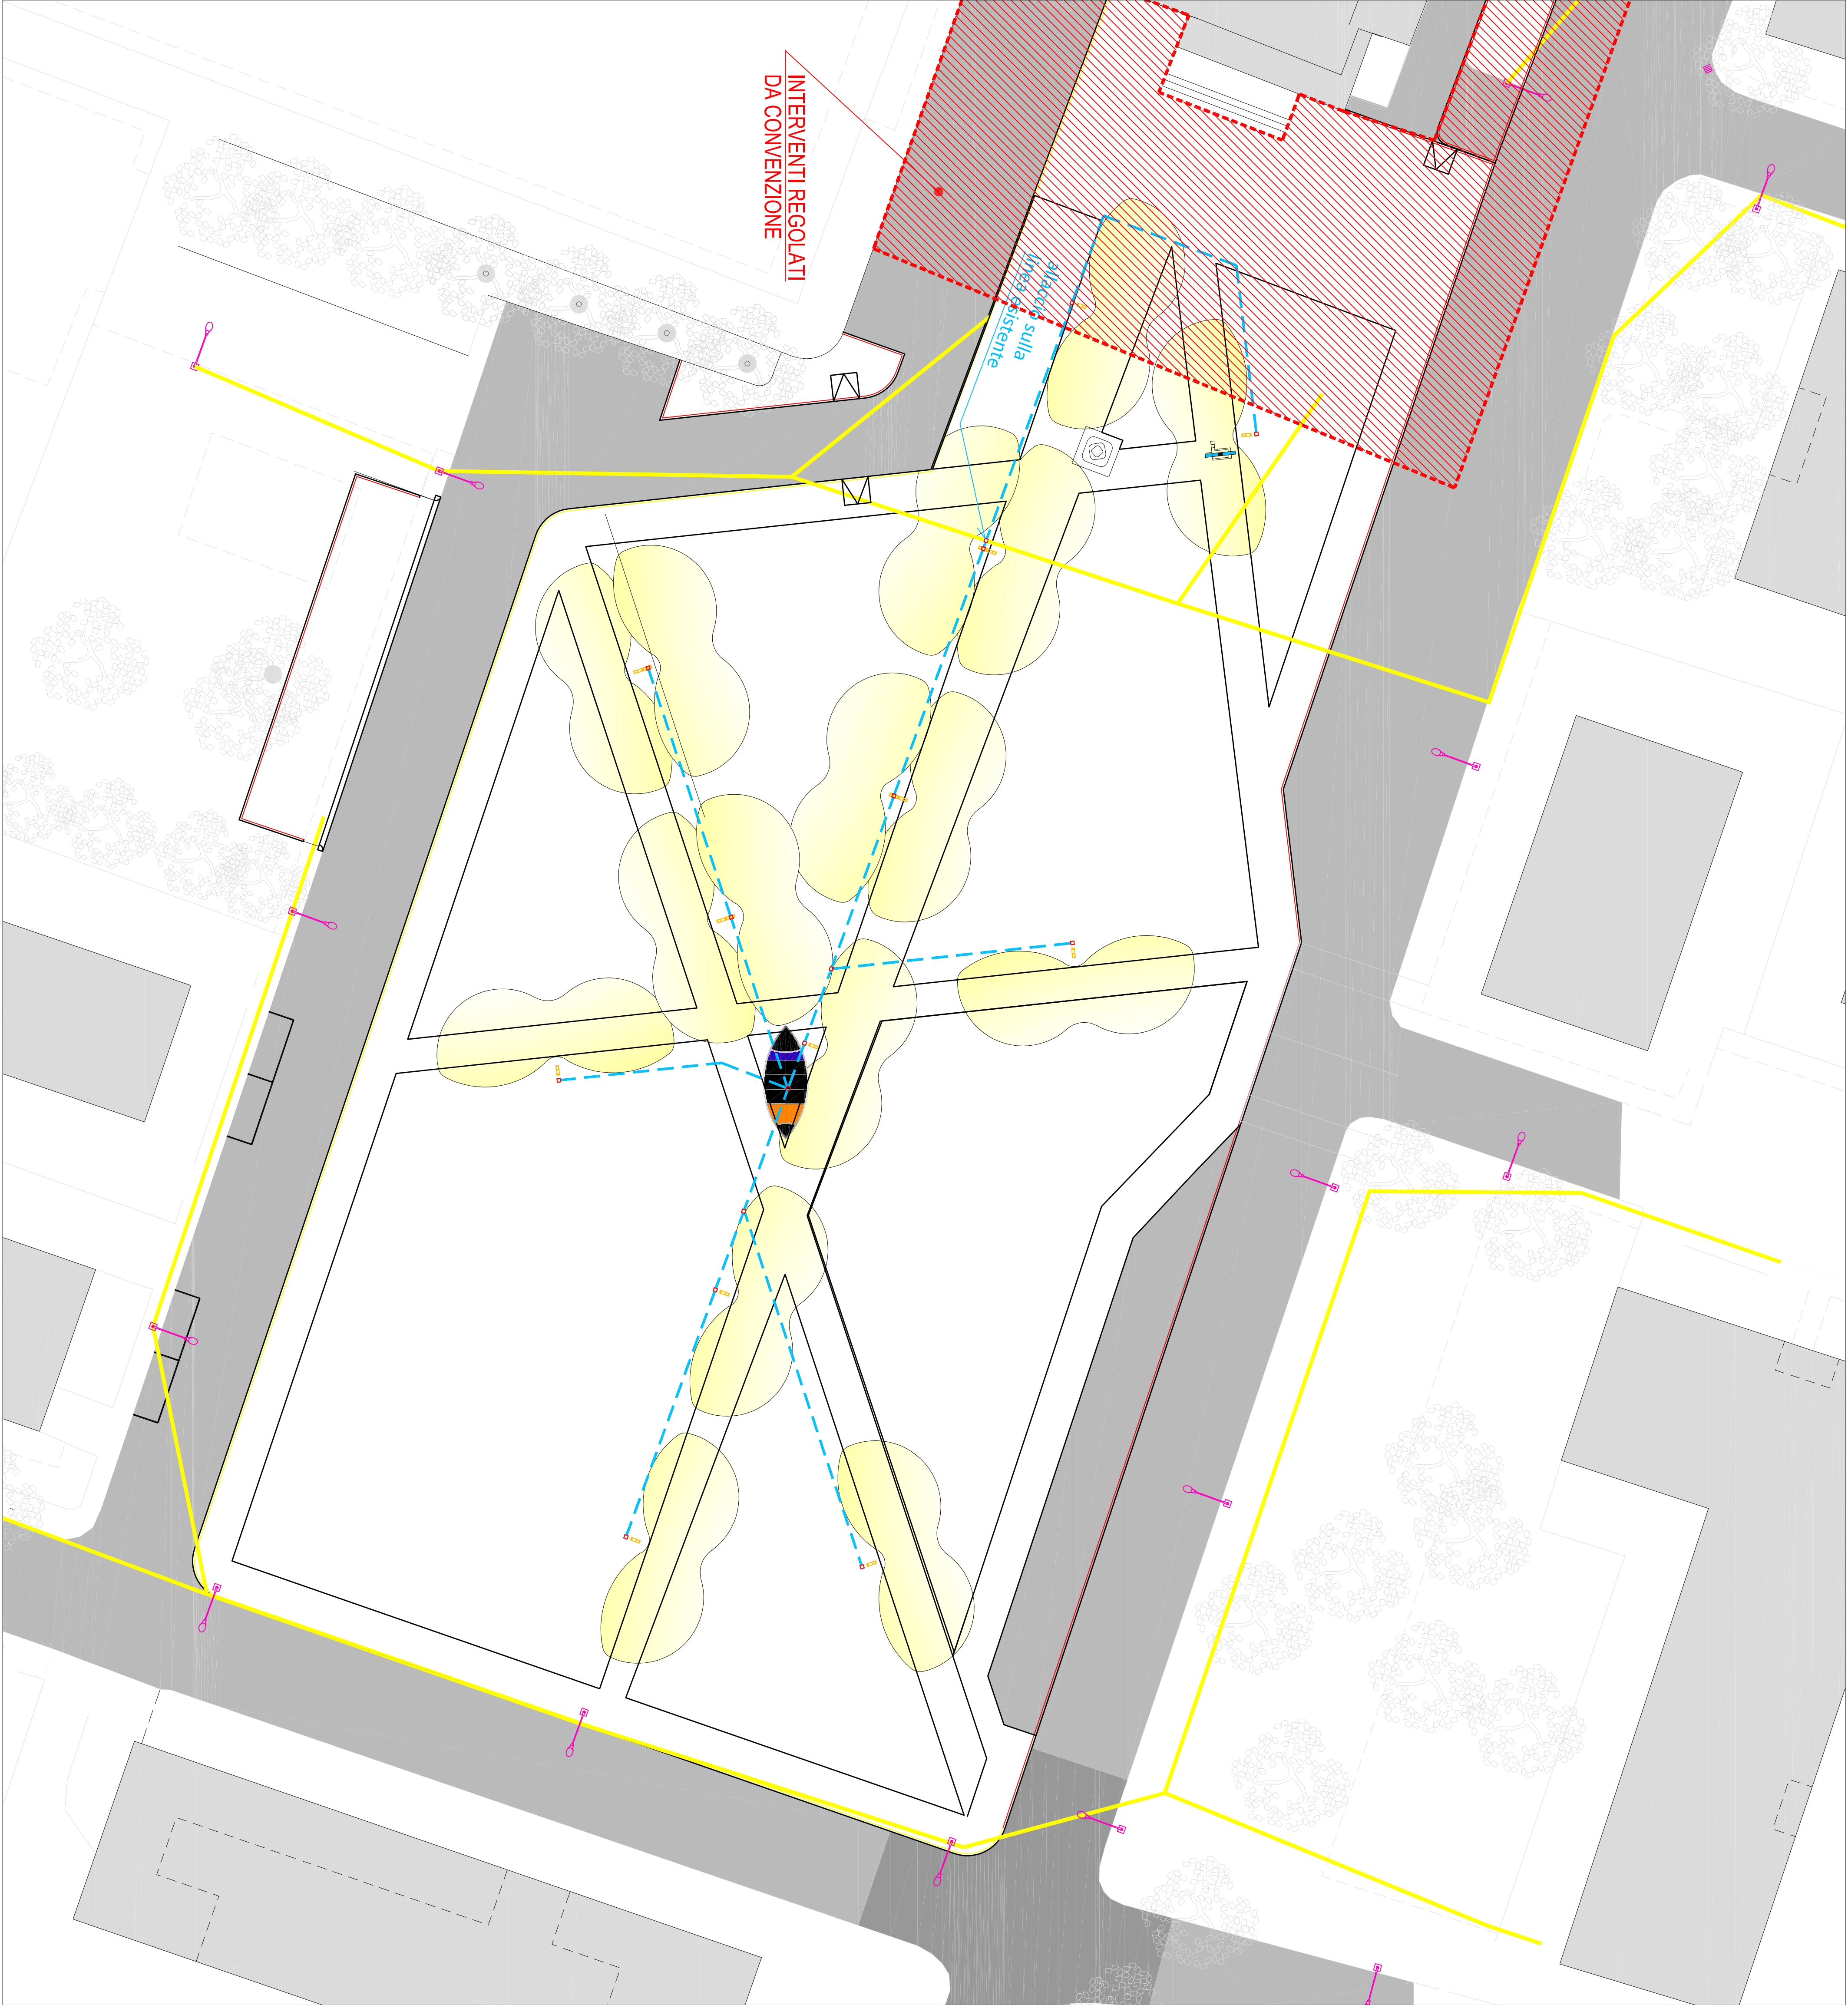 INTERVENTI REGOLATI
DA CONVENZIONE
allaccio sulla
linea esistente